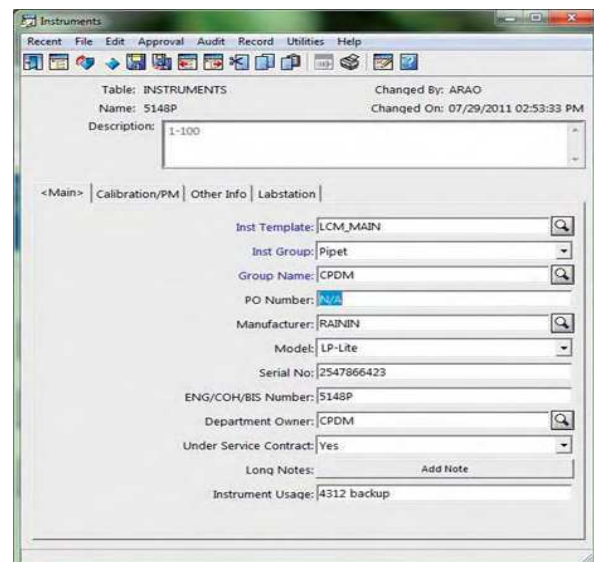 Instruments
Recent File Edit Approval Audit Record Utilities Help
Table: INSTRUMENTS Changed By: ARAO
Name: 5148P Changed On: 07/29/2011 02:53:33 PM
Description: 1-100
<Main> Calibration/PM Other Info Labstation
Inst Template: LCM_MAIN
Inst Group: Pipet
Group Name: CPDM
PO Number: N/A
Manufacturer: RAININ
Model: LP-Lite
Serial No: 2547866423
ENG/COH/BIS Number: 5148P
Department Owner: CPDM
Under Service Contract: Yes
Long Notes: Add Note
Instrument Usage: 4312 backup